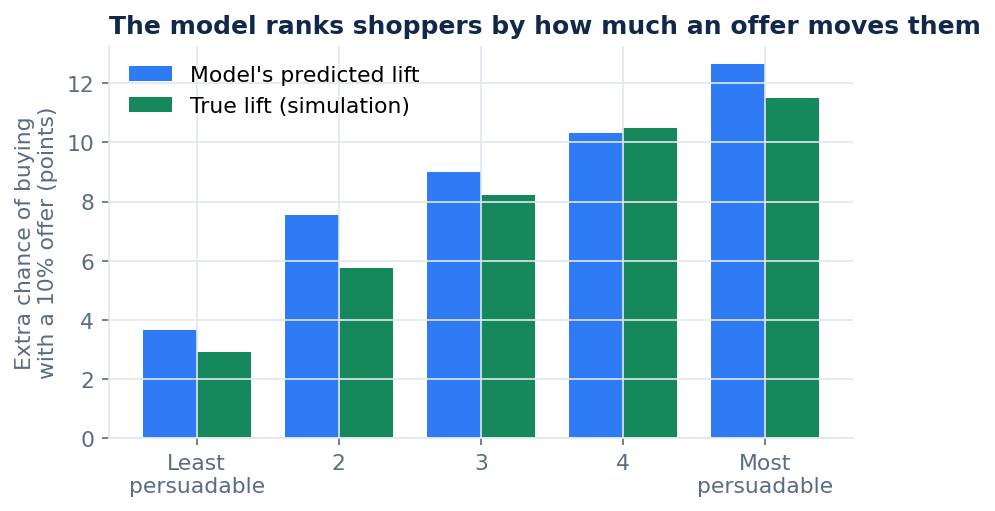 The model ranks shoppers by how much an offer moves them
Model's predicted lift
True lift (simulation)
Extra chance of buying
with a 10% offer (points)
12
10
8
6
4
2
0
Least
persuadable
2
3
4
Most
persuadable